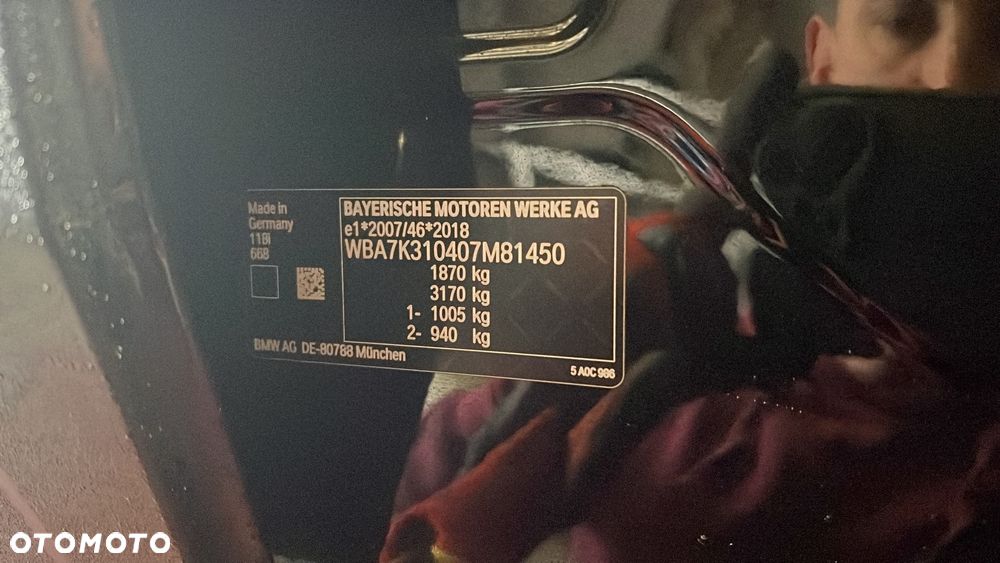 Made in
Germany
118i
668
BAYERISCHE MOTOREN WERKE AG
e1*2007/46*2018
WBA7K310407M81450
1870 kg
3170 kg
1- 1005 kg
2- 940 kg
BMW AG DE-80788 München
5 A0C 986
OTOMOTO